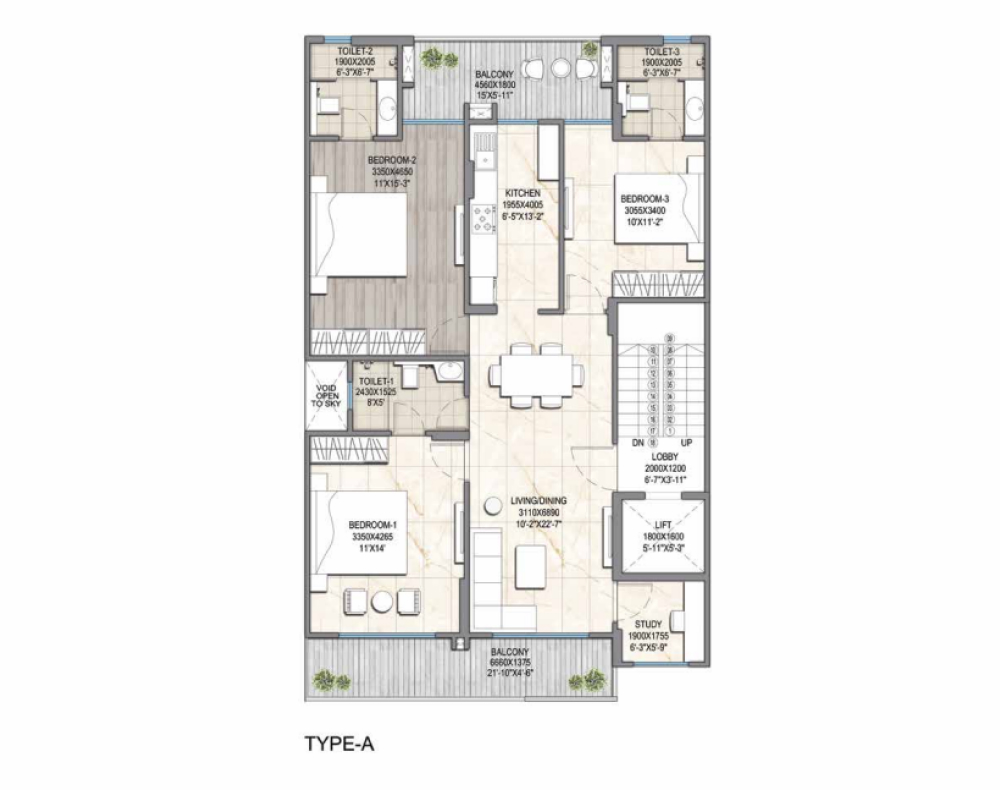 TOILET-2
1900X2005
6'-3"X6'-7"
BALCONY
4560X1800
15'X5'-11"
TOILET-3
1900X2005
6'-3"X6'-7"
BEDROOM-2
3350X4650
11'X15'-3"
KITCHEN
1955X4005
6'-5"X13'-2"
BEDROOM-3
3055X3400
10'X11'-2"
VOID
OPEN
TO SKY
TOILET-1
2430X1525
8'X5'
DN
UP
LOBBY
2000X1200
6'-7"X3'-11"
LIVING/DINING
3110X6890
10'-2"X22'-7"
BEDROOM-1
3350X4265
11'X14'
LIFT
1800X1600
5'-11"X5'-3"
STUDY
1900X1755
6'-3"X5'-9"
BALCONY
6660X1375
21'-10"X4'-6"
TYPE-A